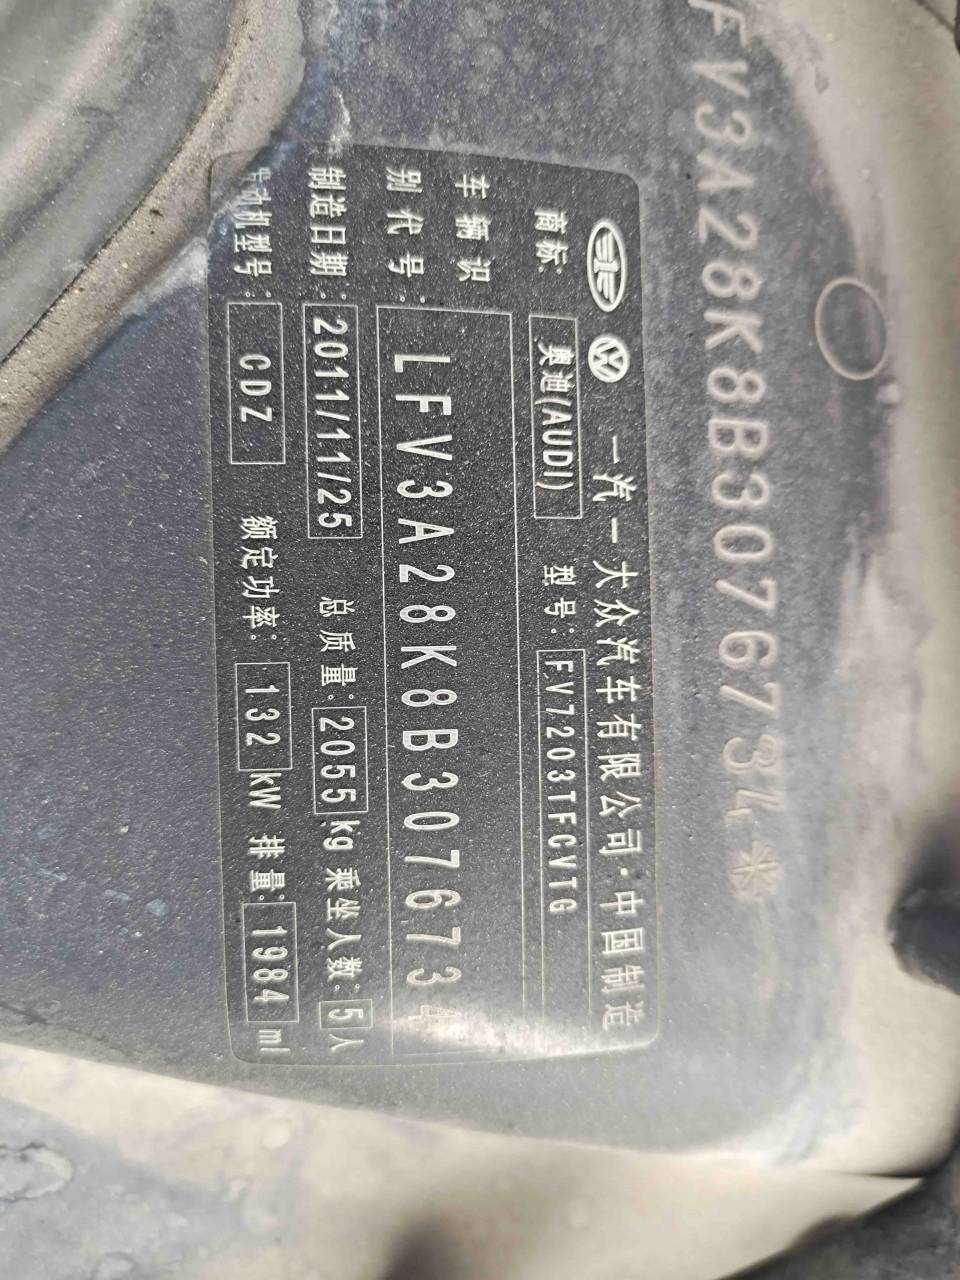 FV3A28K8B3076734*
一汽一大众汽车有限公司·中国制造
商标: 奥迪(AUDI) 型号: FV7203TFCVTG
车辆识
别代号: LFV3A28K8B3076734
制造日期: 2011/11/25 总质量: 2055 kg 乘坐人数: 5 人
发动机型号: CDZ 额定功率: 132 kW 排量: 1984 ml